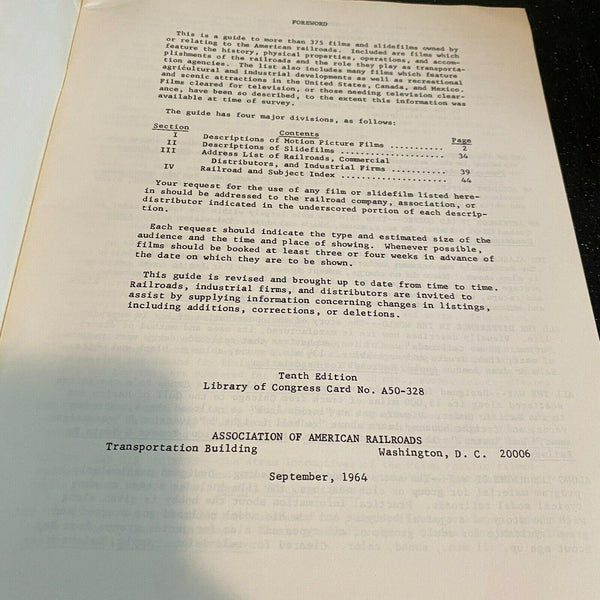 FOREWORD
This is a guide to more than 375 films and slidefilms owned by
or relating to the American railroads. Included are films which
feature the history, physical properties, operations, and accom-
plishments of the railroads and the role they play as transporta-
tion agencies. The list also includes many films which feature
agricultural and industrial developments as well as recreational
and scenic attractions in the United States, Canada, and Mexico.
Films cleared for television, or those needing television clear-
ance, have been so described, to the extent this information was
available at time of survey.
The guide has four major divisions, as follows:
Section Contents Page
I Descriptions of Motion Picture Films ........... 2
II Descriptions of Slidefilms ..................... 34
III Address List of Railroads, Commercial
Distributors, and Industrial Firms ........... 39
IV Railroad and Subject Index ..................... 44
Your request for the use of any film or slidefilm listed here-
in should be addressed to the railroad company, association, or
distributor indicated in the underscored portion of each descrip-
tion.
Each request should indicate the type and estimated size of the
audience and the time and place of showing. Whenever possible,
films should be booked at least three or four weeks in advance of
the date on which they are to be shown.
This guide is revised and brought up to date from time to time.
Railroads, industrial firms, and distributors are invited to
assist by supplying information concerning changes in listings,
including additions, corrections, or deletions.
Tenth Edition
Library of Congress Card No. A50-328
ASSOCIATION OF AMERICAN RAILROADS
Transportation Building Washington, D. C. 20006
September, 1964